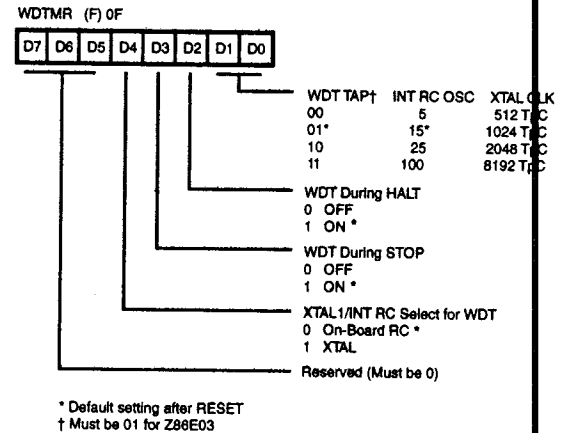 WDTMR (F) 0F
D7 D6 D5 D4 D3 D2 D1 D0
WDT TAP† INT RC OSC XTAL CLK
00 5 512 TpC
01* 15* 1024 TpC
10 25 2048 TpC
11 100 8192 TpC
WDT During HALT
0 OFF
1 ON *
WDT During STOP
0 OFF
1 ON *
XTAL1/INT RC Select for WDT
0 On-Board RC *
1 XTAL
Reserved (Must be 0)
* Default setting after RESET
† Must be 01 for Z86E03